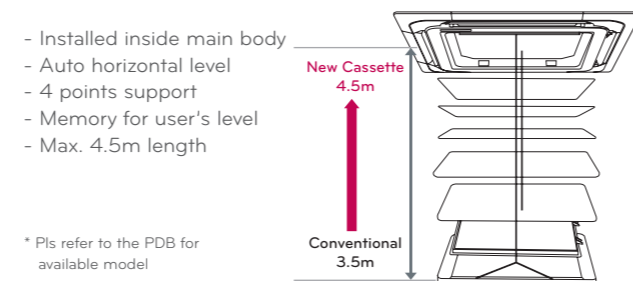 - Installed inside main body
- Auto horizontal level
- 4 points support
- Memory for user's level
- Max. 4.5m length
* Pls refer to the PDB for
available model
New Cassette
4.5m
Conventional
3.5m